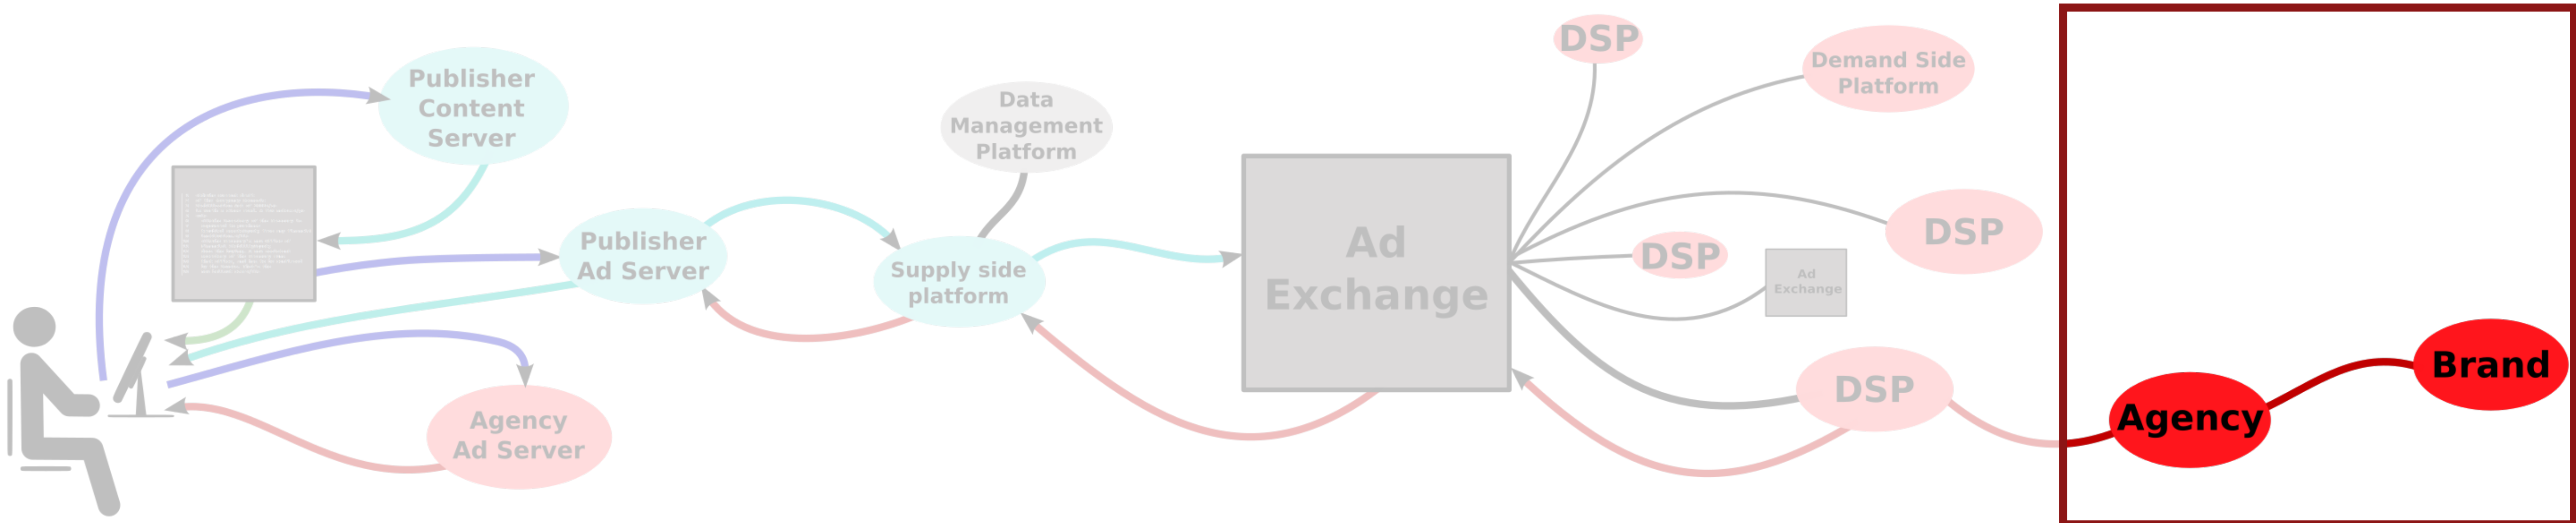 Publisher
Content
Server
Publisher
Ad Server
Agency
Ad Server
Data
Management
Platform
Supply side
platform
Ad
Exchange
DSP
Demand Side
Platform
DSP
DSP
Ad
Exchange
DSP
Agency
Brand